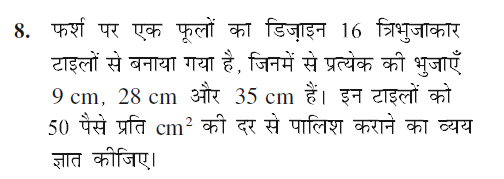 8. फर्श पर एक फूलों का डिज़ाइन 16 त्रिभुजाकार
टाइलों से बनाया गया है, जिनमें से प्रत्येक की भुजाएँ
9 cm, 28 cm और 35 cm हैं। इन टाइलों को
50 पैसे प्रति cm² की दर से पालिश कराने का व्यय
ज्ञात कीजिए।